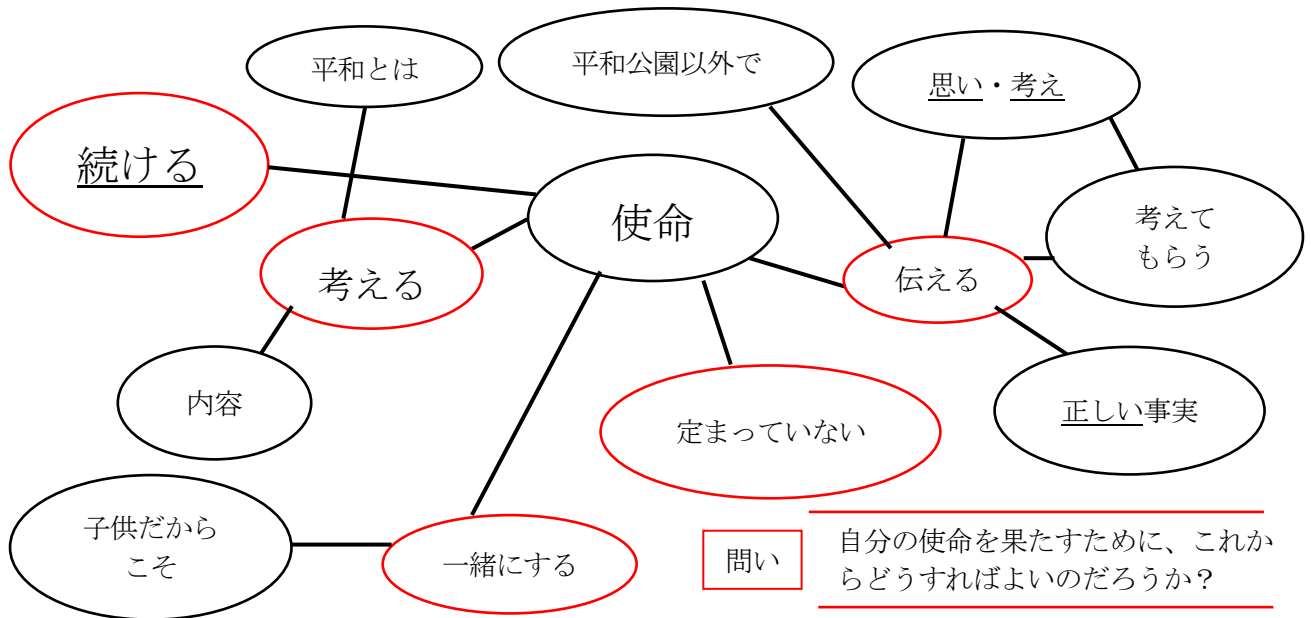 平和とは
平和公園以外で
思い・考え
続ける
使命
考えて
もらう
考える
伝える
内容
定まっていない
正しい事実
子供だから
こそ
一緒にする
問い
自分の使命を果たすために、これか
らどうすればよいのだろうか？